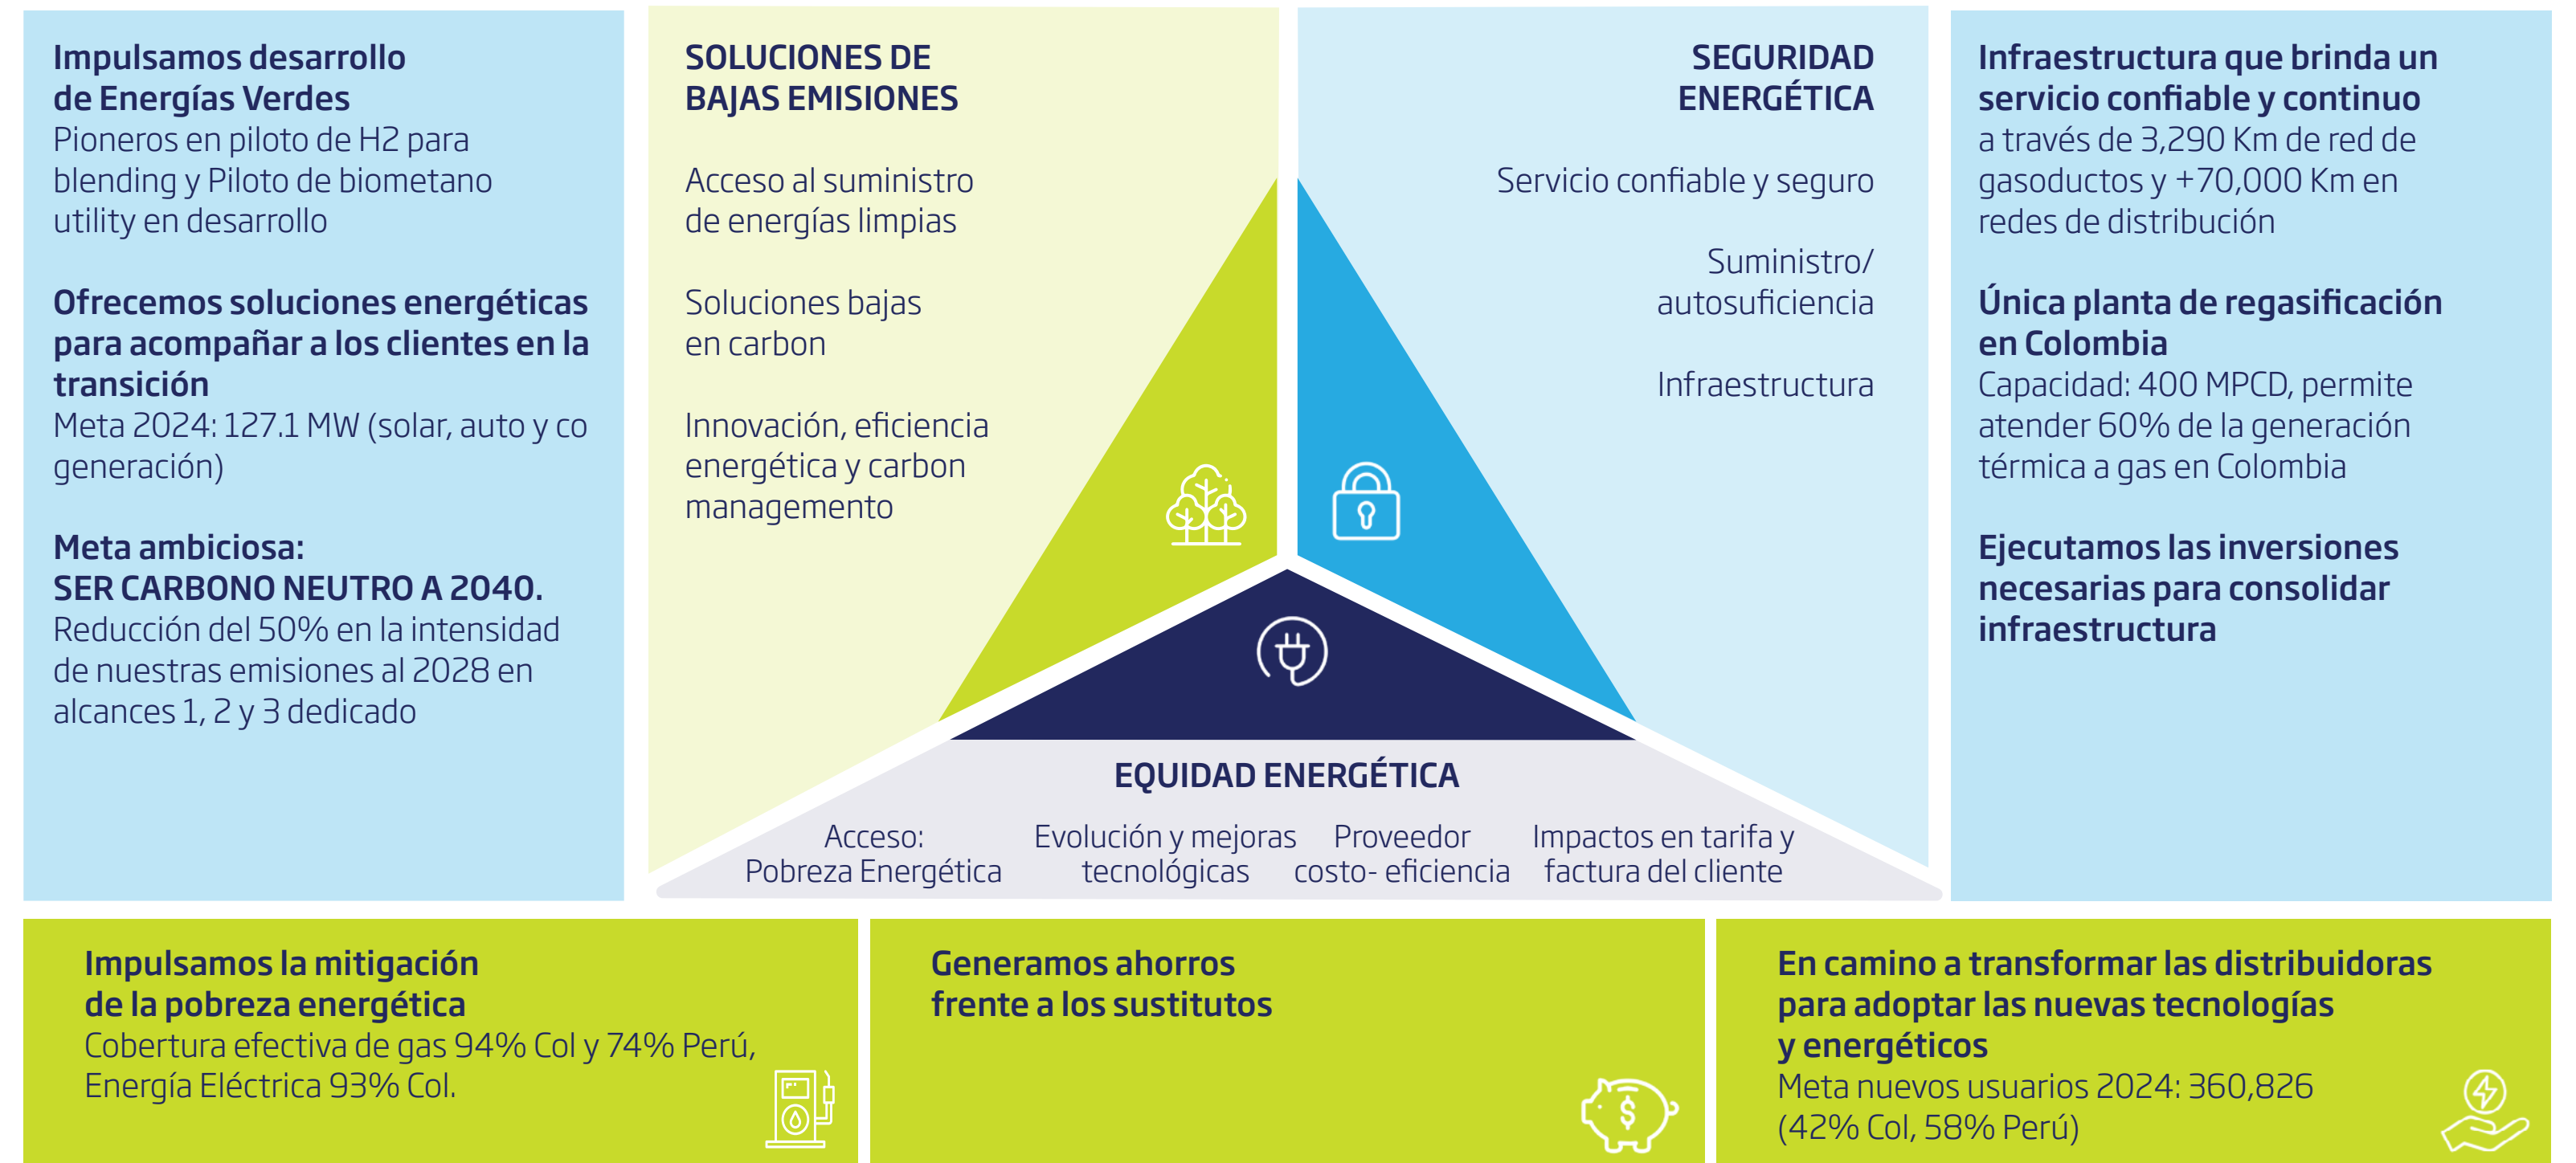 Impulsamos desarrollo
de Energías Verdes
Pioneros en piloto de H2 para
blending y Piloto de biometano
utility en desarrollo
Ofrecemos soluciones energéticas
para acompañar a los clientes en la
transición
Meta 2024: 127.1 MW (solar, auto y co
generación)
Meta ambiciosa:
SER CARBONO NEUTRO A 2040.
Reducción del 50% en la intensidad
de nuestras emisiones al 2028 en
alcances 1, 2 y 3 dedicado
SOLUCIONES DE
BAJAS EMISIONES
Acceso al suministro
de energías limpias
Soluciones bajas
en carbon
Innovación, eficiencia
energética y carbon
managemento
SEGURIDAD
ENERGÉTICA
Servicio confiable y seguro
Suministro/
autosuficiencia
Infraestructura
EQUIDAD ENERGÉTICA
Acceso:
Pobreza Energética
Evolución y mejoras
tecnológicas
Proveedor
costo- eficiencia
Impactos en tarifa y
factura del cliente
Infraestructura que brinda un
servicio confiable y continuo
a través de 3,290 Km de red de
gasoductos y +70,000 Km en
redes de distribución
Única planta de regasificación
en Colombia
Capacidad: 400 MPCD, permite
atender 60% de la generación
térmica a gas en Colombia
Ejecutamos las inversiones
necesarias para consolidar
infraestructura
Impulsamos la mitigación
de la pobreza energética
Cobertura efectiva de gas 94% Col y 74% Perú,
Energía Eléctrica 93% Col.
Generamos ahorros
frente a los sustitutos
$
En camino a transformar las distribuidoras
para adoptar las nuevas tecnologías
y energéticos
Meta nuevos usuarios 2024: 360,826
(42% Col, 58% Perú)